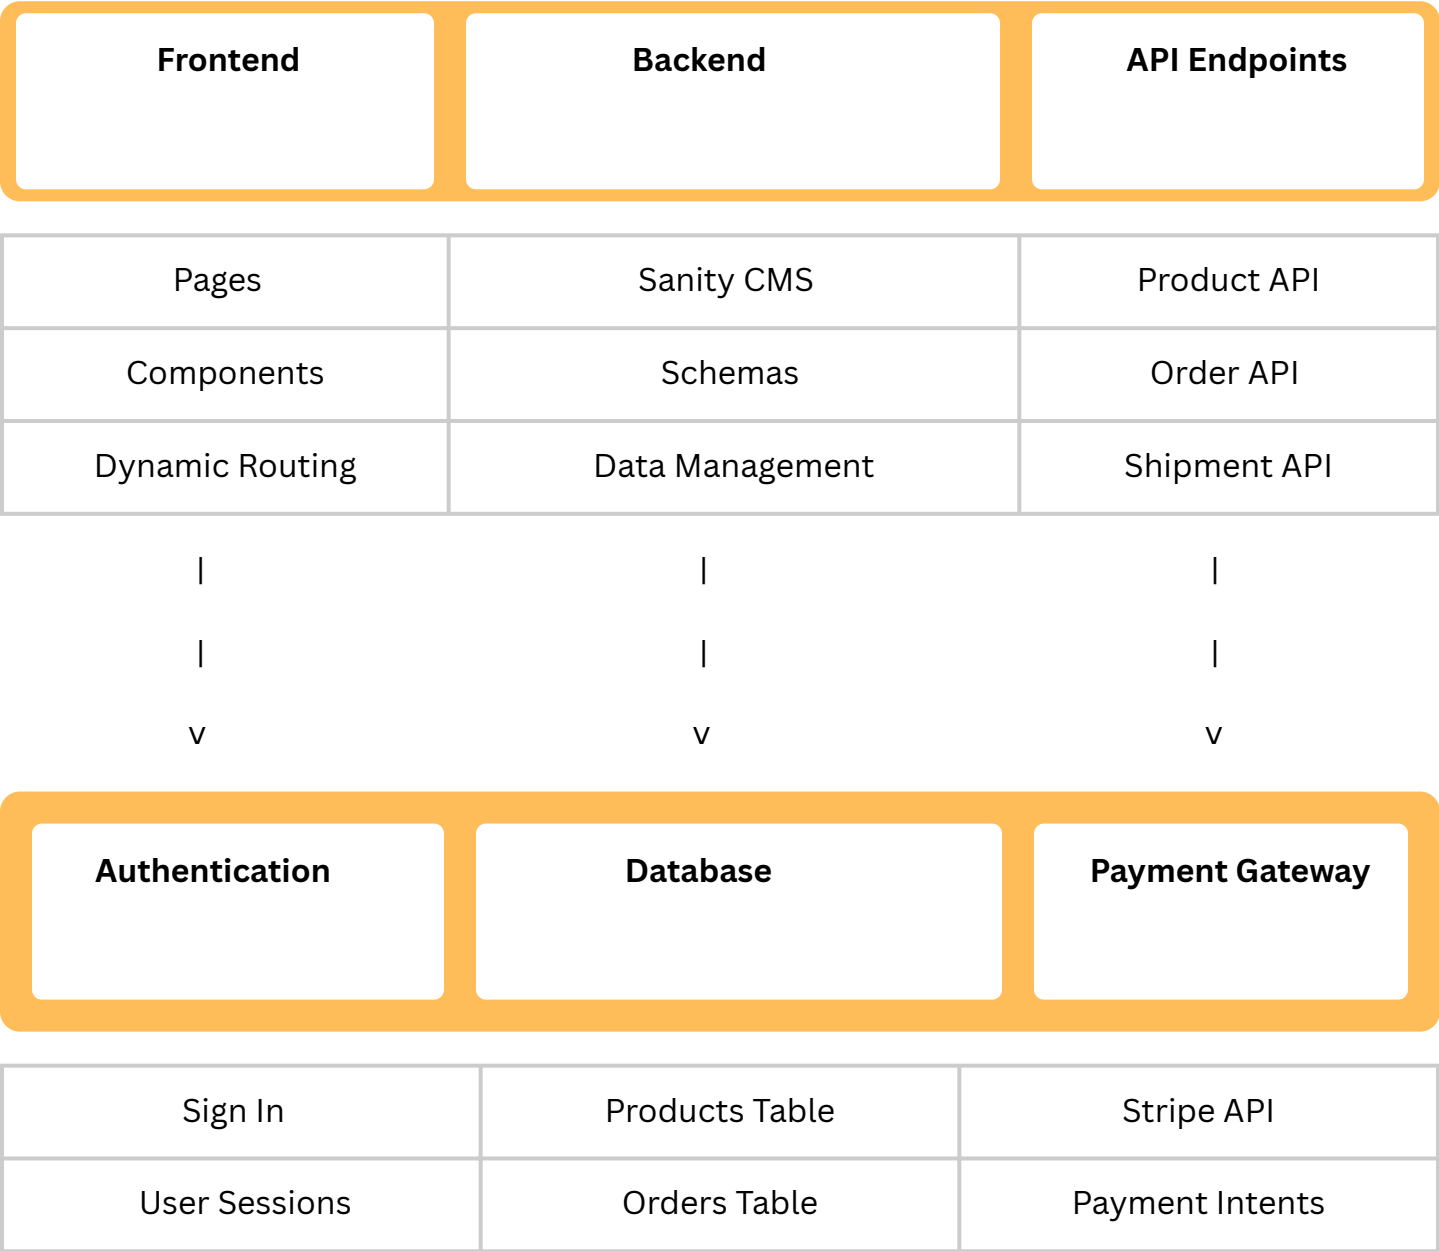 Frontend Backend API Endpoints
Pages Sanity CMS Product API
Components Schemas Order API
Dynamic Routing Data Management Shipment API
| | |
| | |
v v v
Authentication Database Payment Gateway
Sign In Products Table Stripe API
User Sessions Orders Table Payment Intents